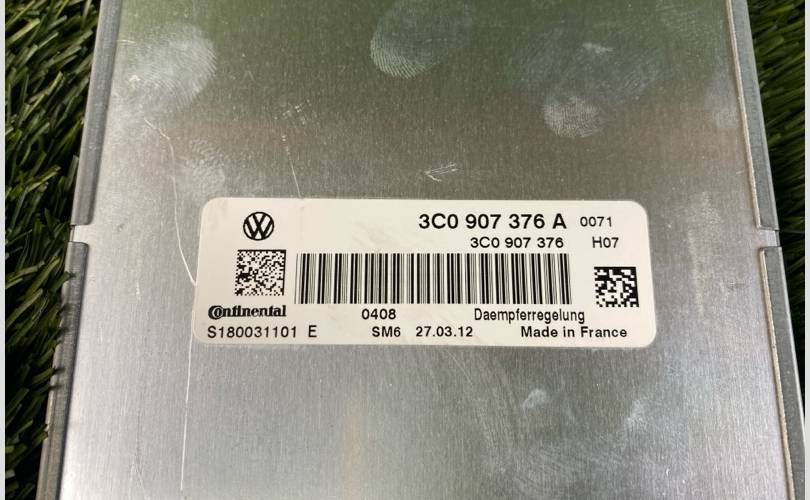 3C0 907 376 A 0071
3C0 907 376 H07
Continental 0408 Daempferregelung
S180031101 E SM6 27.03.12 Made in France